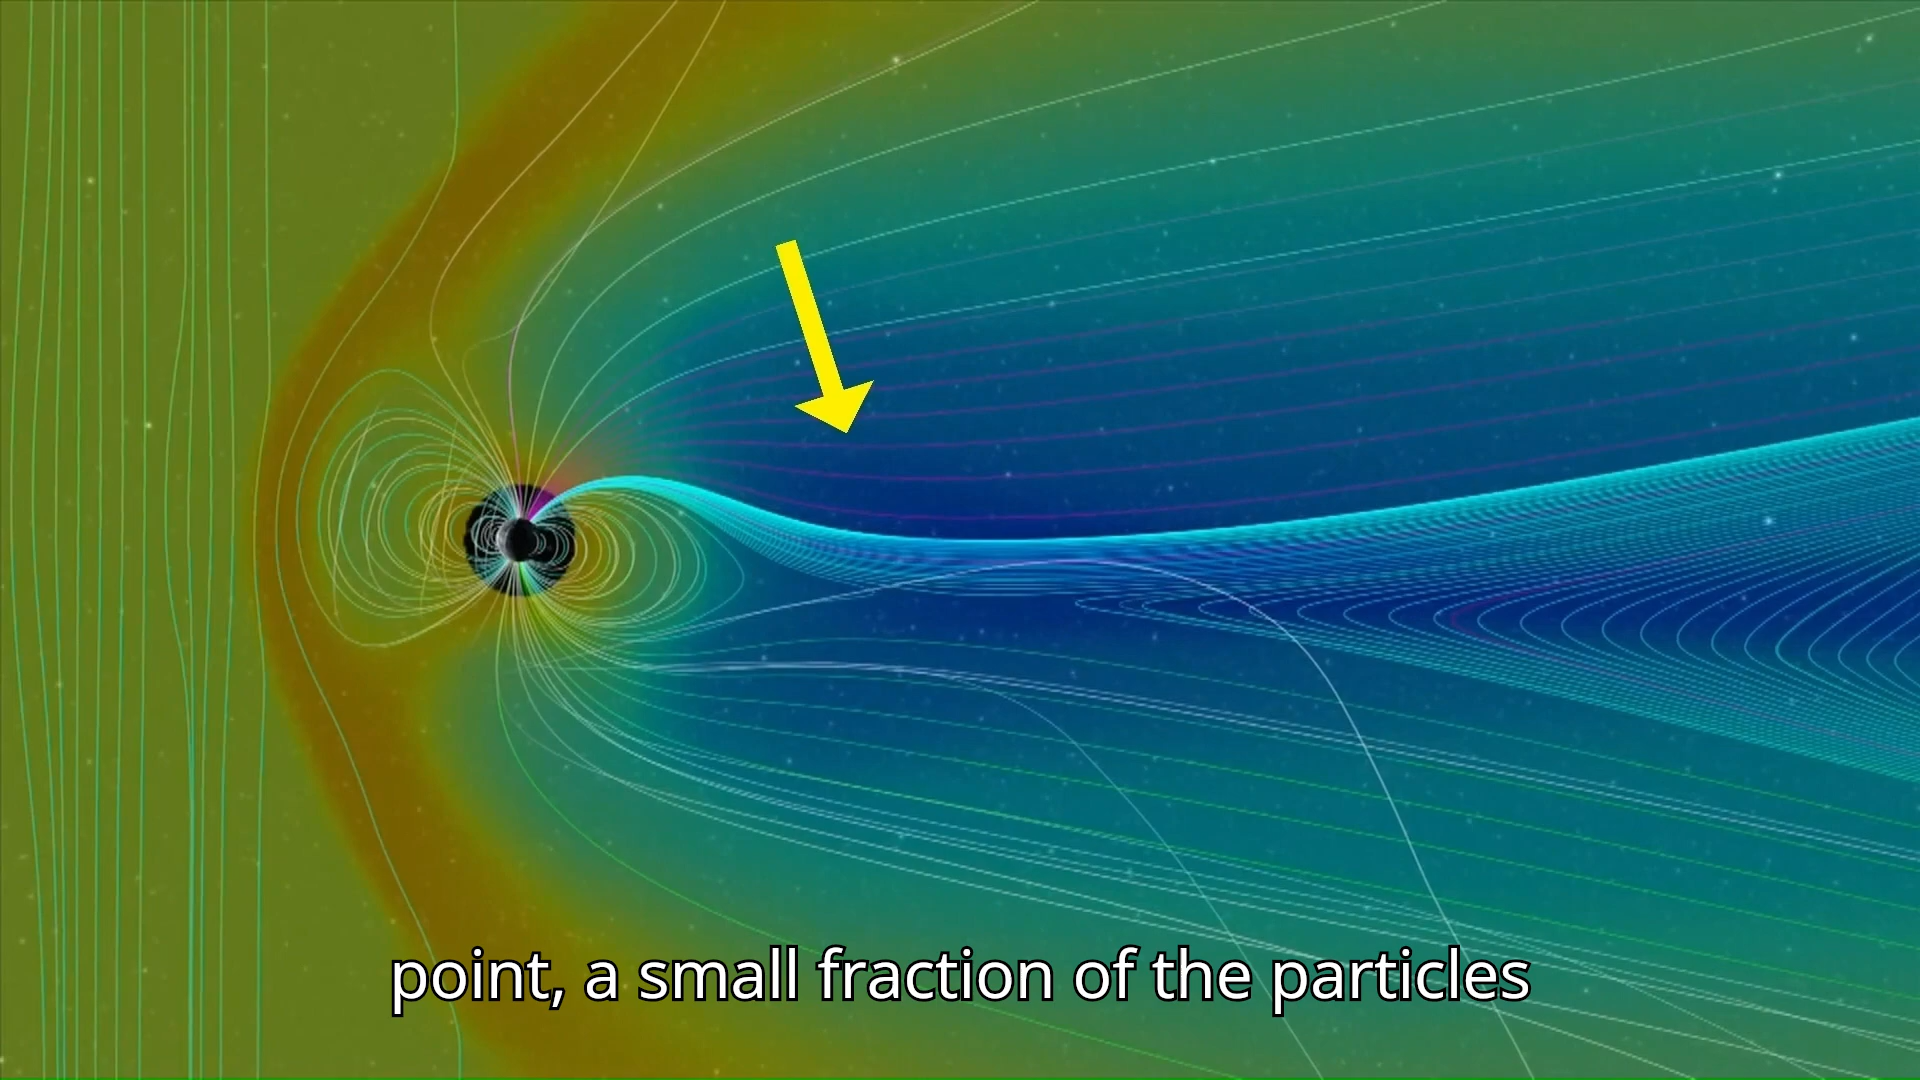 point, a small fraction of the particles